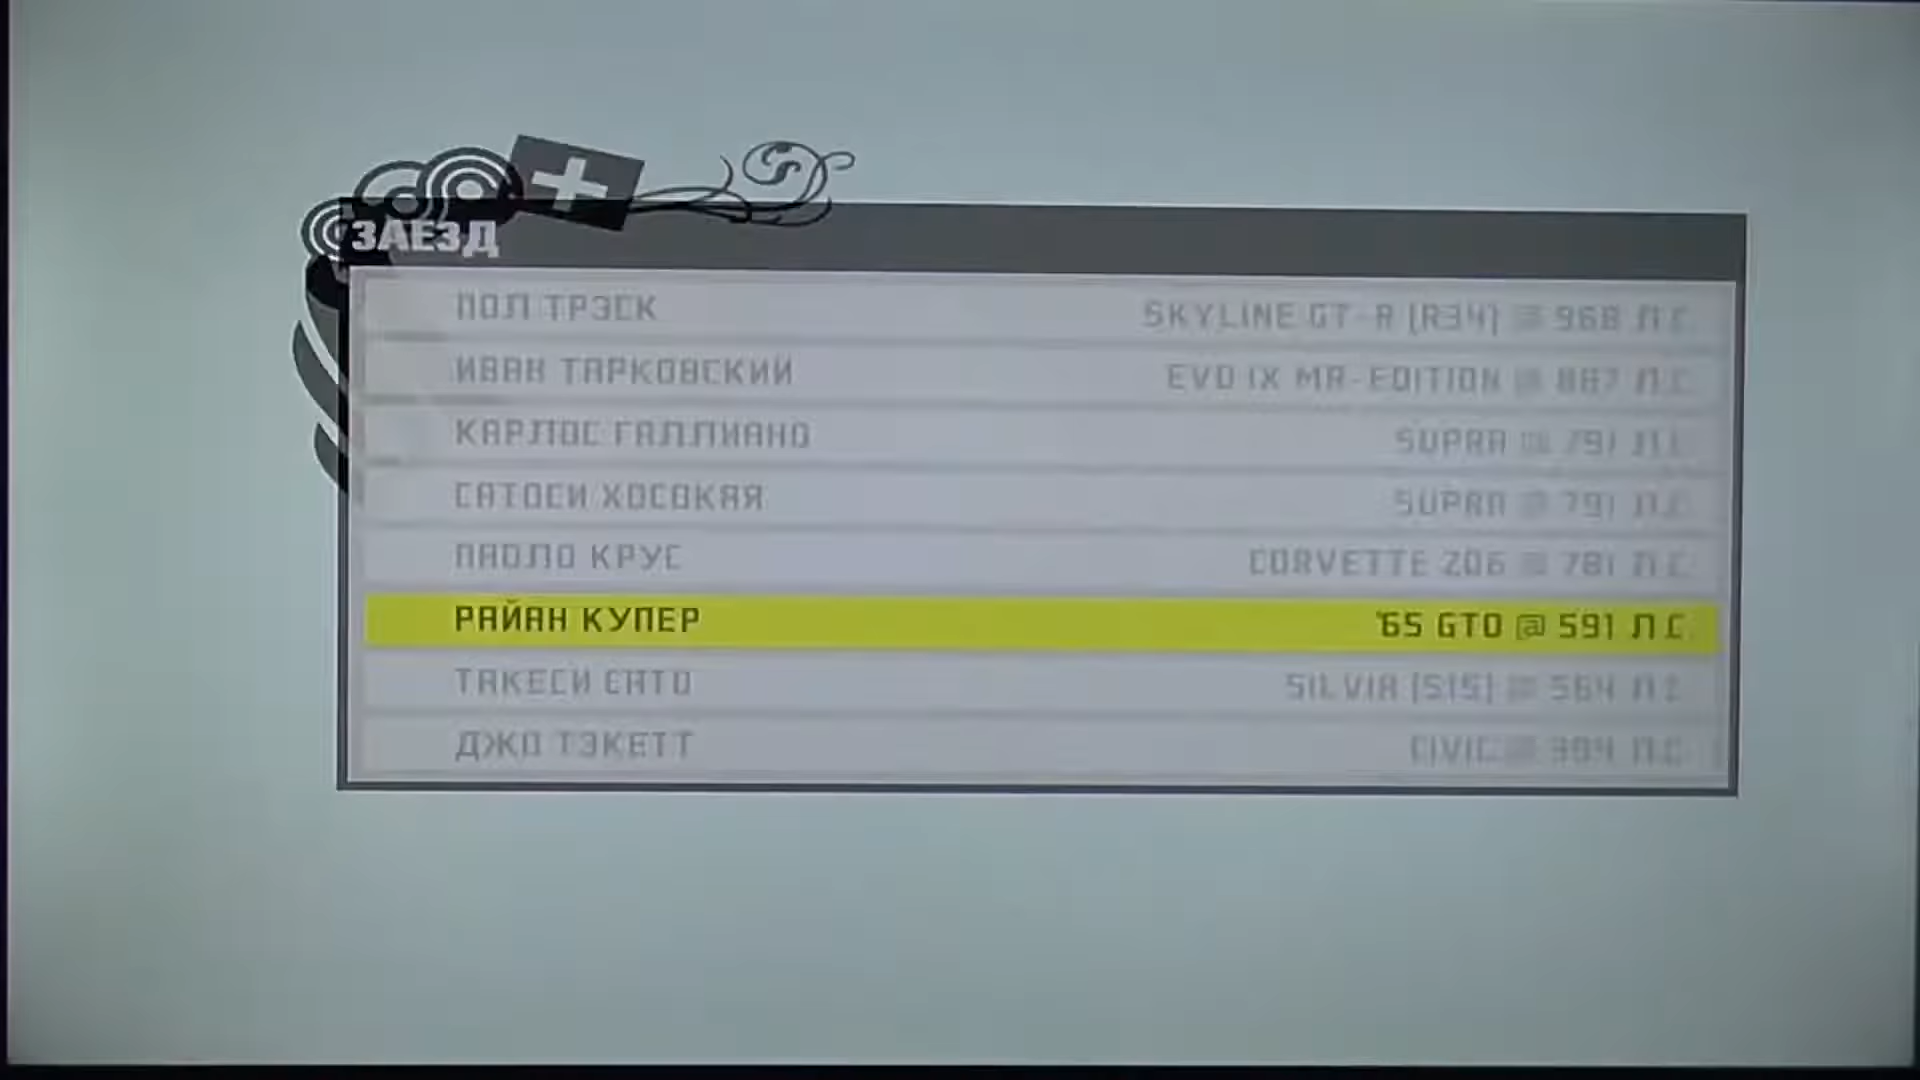 ЗАЕЗД
ПОЛ ТРЭСК SKYLINE GT-R (R34) @ 968 Л.С.
ИВАН ТАРКОВСКИЙ EVO IX MR-EDITION @ 887 Л.С.
КАРЛОС ГАЛЛИАНО SUPRA @ 791 Л.С.
САТОСИ ХОСОКАЯ SUPRA @ 791 Л.С.
ПАОЛО КРУС CORVETTE Z06 @ 781 Л.С.
РАЙАН КУПЕР '65 GTO @ 591 Л.С.
ТАКЕСИ САТО SILVIA (S15) @ 564 Л.С.
ДЖО ТЭКЕТТ CIVIC @ Л.С.